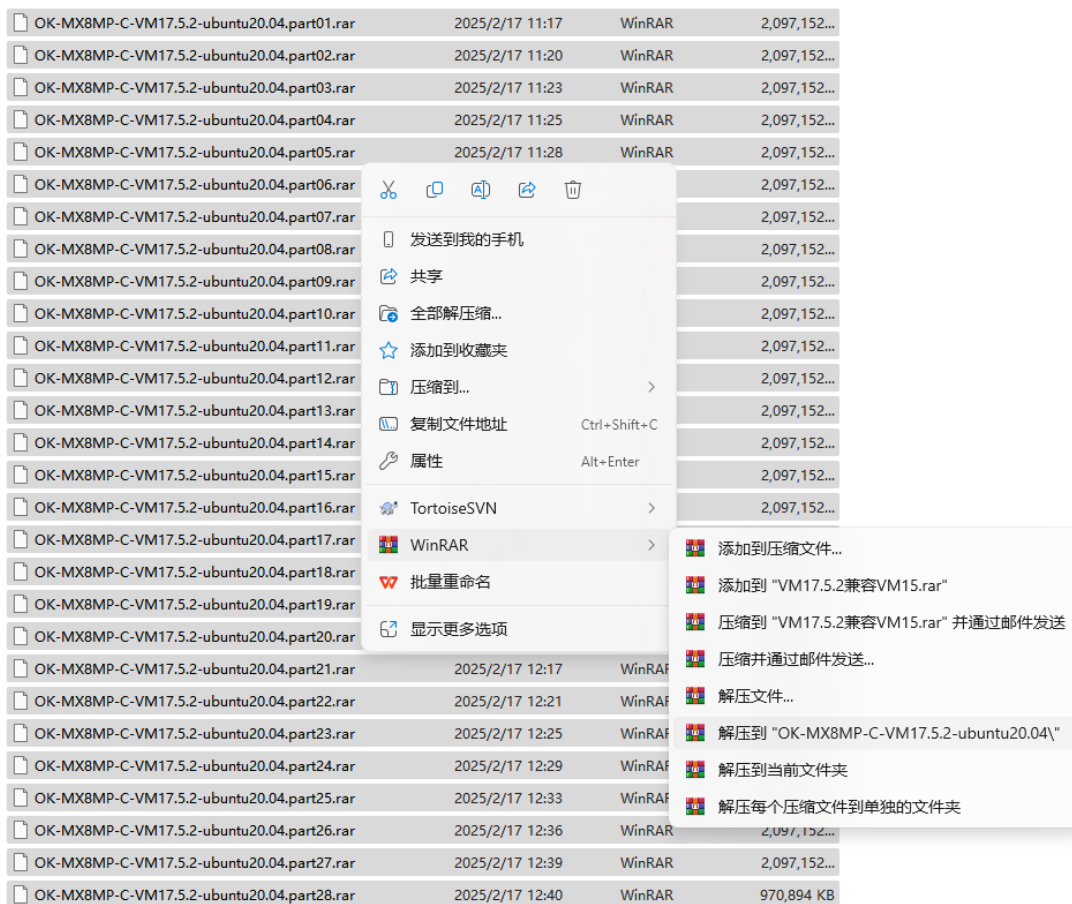 OK-MX8MP-C-VM17.5.2-ubuntu20.04.part01.rar 2025/2/17 11:17 WinRAR 2,097,152...
OK-MX8MP-C-VM17.5.2-ubuntu20.04.part02.rar 2025/2/17 11:20 WinRAR 2,097,152...
OK-MX8MP-C-VM17.5.2-ubuntu20.04.part03.rar 2025/2/17 11:23 WinRAR 2,097,152...
OK-MX8MP-C-VM17.5.2-ubuntu20.04.part04.rar 2025/2/17 11:25 WinRAR 2,097,152...
OK-MX8MP-C-VM17.5.2-ubuntu20.04.part05.rar 2025/2/17 11:28 WinRAR 2,097,152...
OK-MX8MP-C-VM17.5.2-ubuntu20.04.part06.rar 2,097,152...
OK-MX8MP-C-VM17.5.2-ubuntu20.04.part07.rar 2,097,152...
OK-MX8MP-C-VM17.5.2-ubuntu20.04.part08.rar 2,097,152...
OK-MX8MP-C-VM17.5.2-ubuntu20.04.part09.rar 2,097,152...
OK-MX8MP-C-VM17.5.2-ubuntu20.04.part10.rar 2,097,152...
OK-MX8MP-C-VM17.5.2-ubuntu20.04.part11.rar 2,097,152...
OK-MX8MP-C-VM17.5.2-ubuntu20.04.part12.rar 2,097,152...
OK-MX8MP-C-VM17.5.2-ubuntu20.04.part13.rar 2,097,152...
OK-MX8MP-C-VM17.5.2-ubuntu20.04.part14.rar 2,097,152...
OK-MX8MP-C-VM17.5.2-ubuntu20.04.part15.rar 2,097,152...
OK-MX8MP-C-VM17.5.2-ubuntu20.04.part16.rar 2,097,152...
OK-MX8MP-C-VM17.5.2-ubuntu20.04.part17.rar
OK-MX8MP-C-VM17.5.2-ubuntu20.04.part18.rar
OK-MX8MP-C-VM17.5.2-ubuntu20.04.part19.rar
OK-MX8MP-C-VM17.5.2-ubuntu20.04.part20.rar
OK-MX8MP-C-VM17.5.2-ubuntu20.04.part21.rar 2025/2/17 12:17 WinRAR
OK-MX8MP-C-VM17.5.2-ubuntu20.04.part22.rar 2025/2/17 12:21 WinRAR
OK-MX8MP-C-VM17.5.2-ubuntu20.04.part23.rar 2025/2/17 12:25 WinRAR
OK-MX8MP-C-VM17.5.2-ubuntu20.04.part24.rar 2025/2/17 12:29 WinRAR
OK-MX8MP-C-VM17.5.2-ubuntu20.04.part25.rar 2025/2/17 12:33 WinRAR
OK-MX8MP-C-VM17.5.2-ubuntu20.04.part26.rar 2025/2/17 12:36 WinRAR 2,097,152...
OK-MX8MP-C-VM17.5.2-ubuntu20.04.part27.rar 2025/2/17 12:39 WinRAR 2,097,152...
OK-MX8MP-C-VM17.5.2-ubuntu20.04.part28.rar 2025/2/17 12:40 WinRAR 970,894 KB
发送到我的手机
共享
全部解压缩...
添加到收藏夹
压缩到...
复制文件地址 Ctrl+Shift+C
属性 Alt+Enter
TortoiseSVN
WinRAR
批量重命名
显示更多选项
添加到压缩文件...
添加到 "VM17.5.2兼容VM15.rar"
压缩到 "VM17.5.2兼容VM15.rar" 并通过邮件发送
压缩并通过邮件发送...
解压文件...
解压到 "OK-MX8MP-C-VM17.5.2-ubuntu20.04\"
解压到当前文件夹
解压每个压缩文件到单独的文件夹